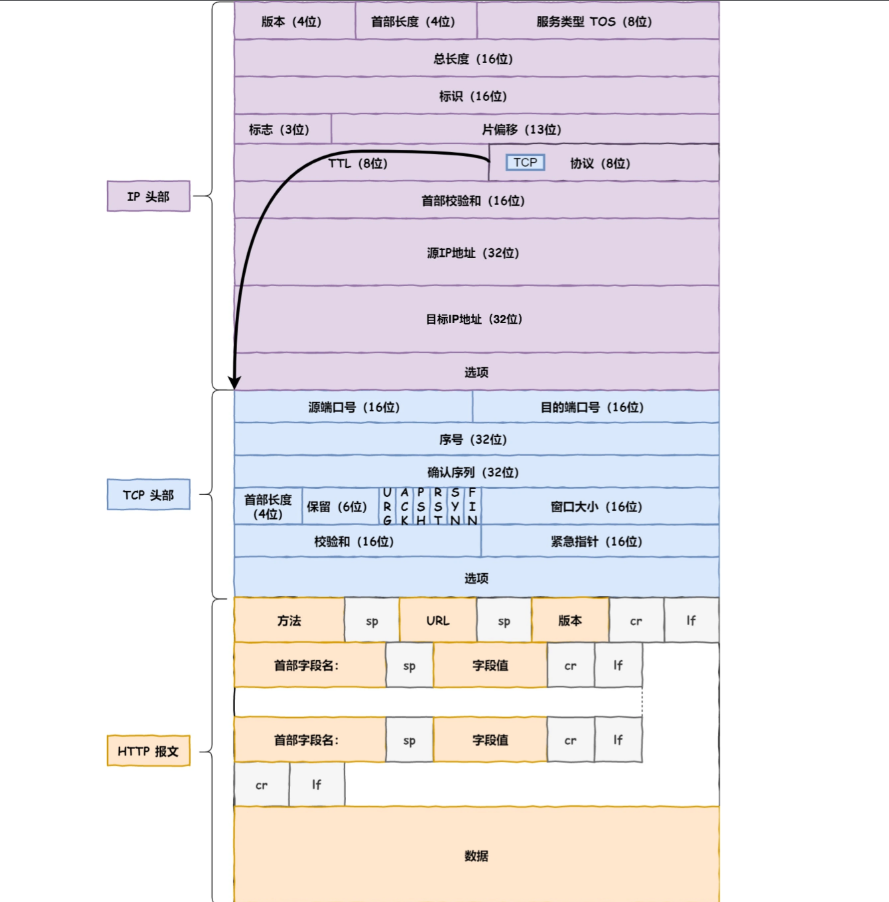 版本（4位） 首部长度（4位） 服务类型 TOS（8位）
总长度（16位）
标识（16位）
标志（3位） 片偏移（13位）
TTL（8位） TCP 协议（8位）
IP 头部
首部校验和（16位）
源IP地址（32位）
目标IP地址（32位）
选项
源端口号（16位） 目的端口号（16位）
序号（32位）
确认序列（32位）
TCP 头部
首部长度
（4位） 保留（6位） URG ACK PSH RST SYN FIN 窗口大小（16位）
校验和（16位） 紧急指针（16位）
选项
方法 sp URL sp 版本 cr lf
首部字段名： sp 字段值 cr lf
HTTP 报文
首部字段名： sp 字段值 cr lf
cr lf
数据